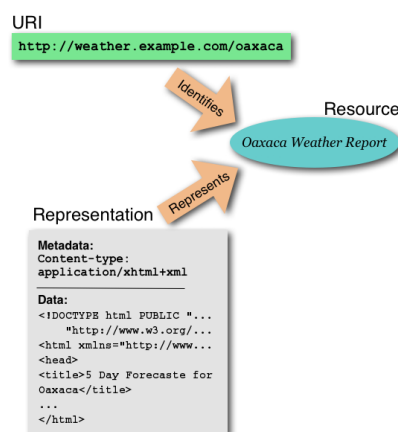 URI
http://weather.example.com/oaxaca
Identifies
Resource
Oaxaca Weather Report
Represents
Representation
Metadata:
Content-type:
application/xhtml+xml
Data:
<!DOCTYPE html PUBLIC "...
"http://www.w3.org/...
<html xmlns="http://www...
<head>
<title>5 Day Forecaste for
Oaxaca</title>
...
</html>